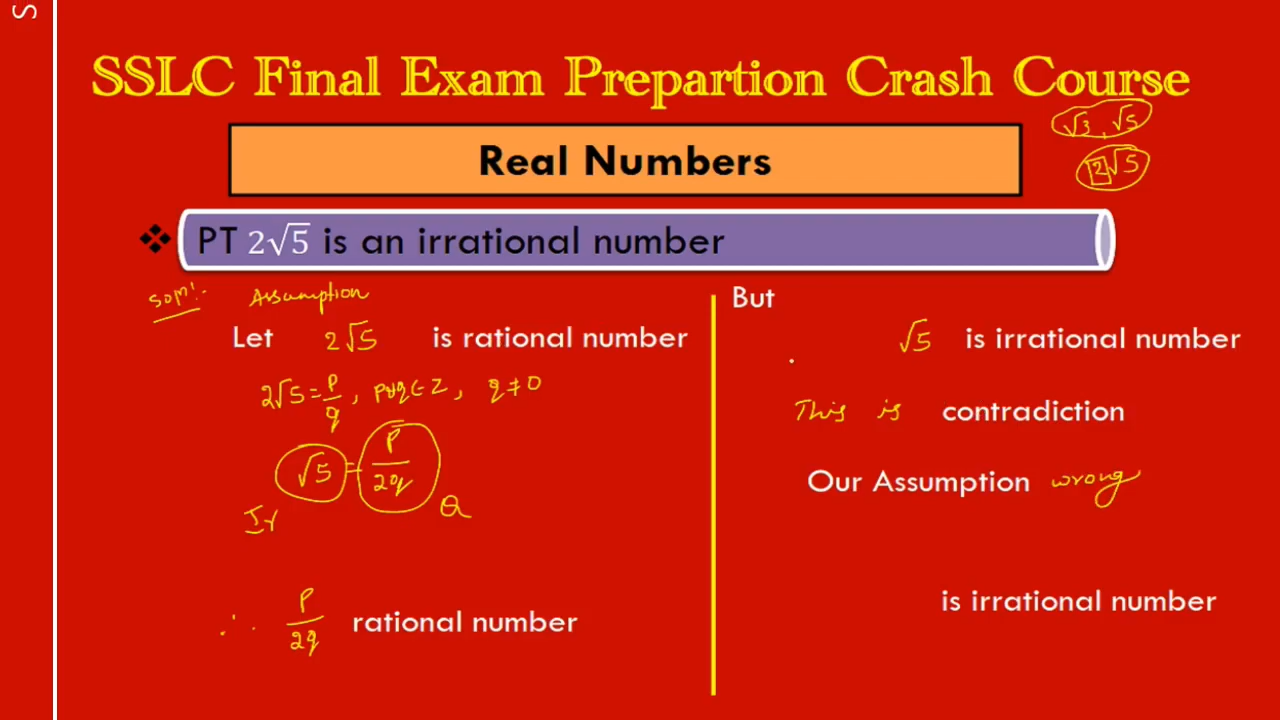 S
SSLC Final Exam Prepartion Crash Course
√3, √5
2√5
Real Numbers
❖ PT 2√5 is an irrational number
Assumption
Let 2√5 is rational number
2√5 = p/q, p, q ∈ Z, q ≠ 0
√5 = p/2q
Ir Q
∴ p/2q rational number
But
√5 is irrational number
This is contradiction
Our Assumption wrong
is irrational number